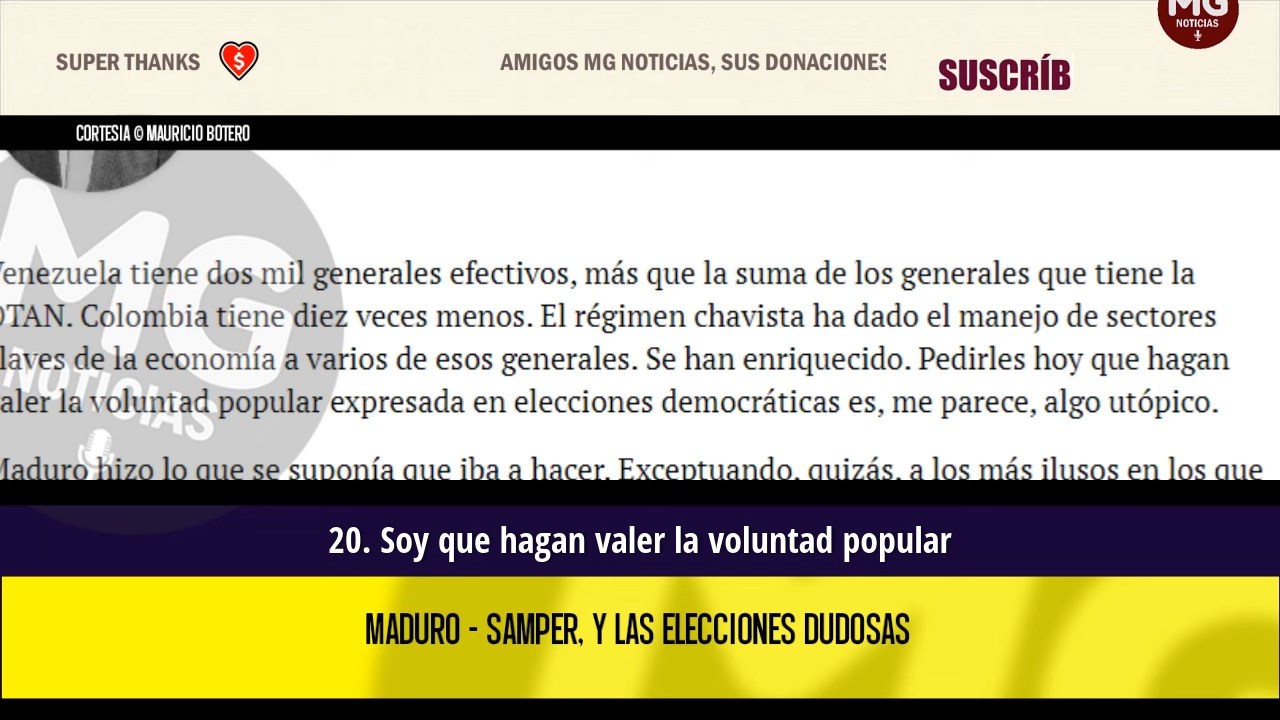 MG
NOTICIAS
SUPER THANKS
$
AMIGOS MG NOTICIAS, SUS DONACIONES
SUSCRÍB
CORTESIA © MAURICIO BOTERO
MG
NOTICIAS
Venezuela tiene dos mil generales efectivos, más que la suma de los generales que tiene la
OTAN. Colombia tiene diez veces menos. El régimen chavista ha dado el manejo de sectores
laves de la economía a varios de esos generales. Se han enriquecido. Pedirles hoy que hagan
aler la voluntad popular expresada en elecciones democráticas es, me parece, algo utópico.
Maduro hizo lo que se suponía que iba a hacer. Exceptuando, quizás, a los más ilusos en los que
20. Soy que hagan valer la voluntad popular
MADURO - SAMPER, Y LAS ELECCIONES DUDOSAS